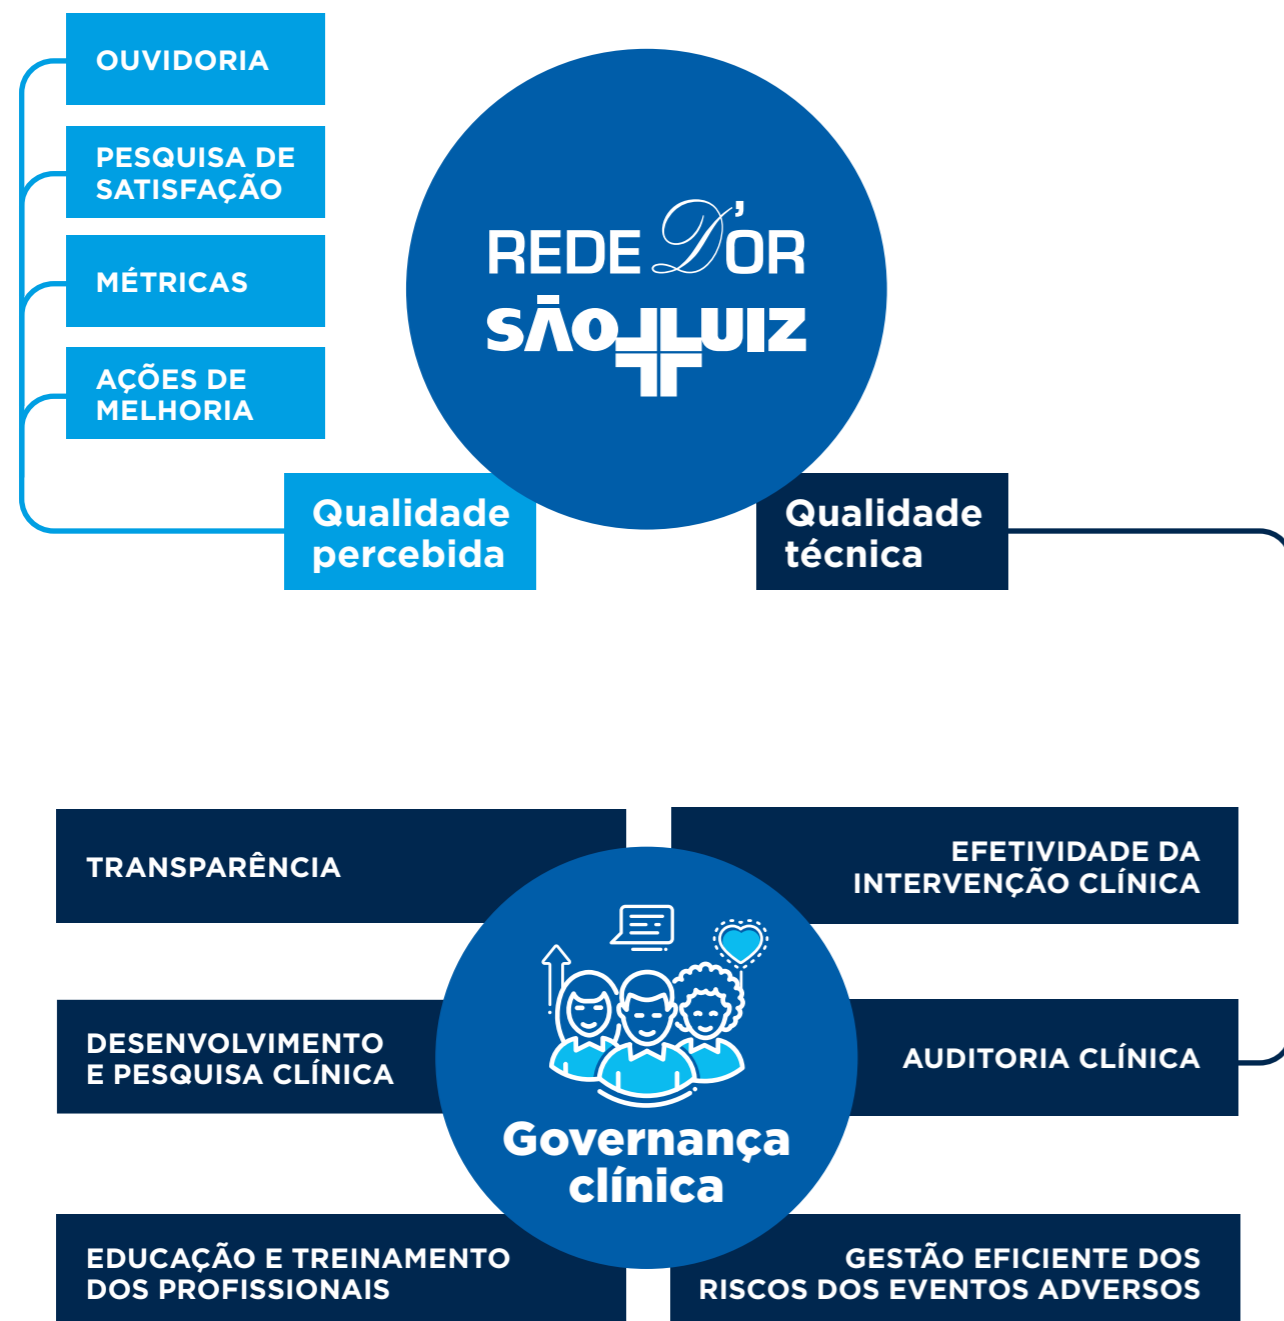 OUVIDORIA
PESQUISA DE
SATISFAÇÃO
MÉTRICAS
AÇÕES DE
MELHORIA
REDE D'OR
SÃO LUIZ
Qualidade
percebida
Qualidade
técnica
TRANSPARÊNCIA
EFETIVIDADE DA
INTERVENÇÃO CLÍNICA
DESENVOLVIMENTO
E PESQUISA CLÍNICA
AUDITORIA CLÍNICA
Governança
clínica
EDUCAÇÃO E TREINAMENTO
DOS PROFISSIONAIS
GESTÃO EFICIENTE DOS
RISCOS DOS EVENTOS ADVERSOS